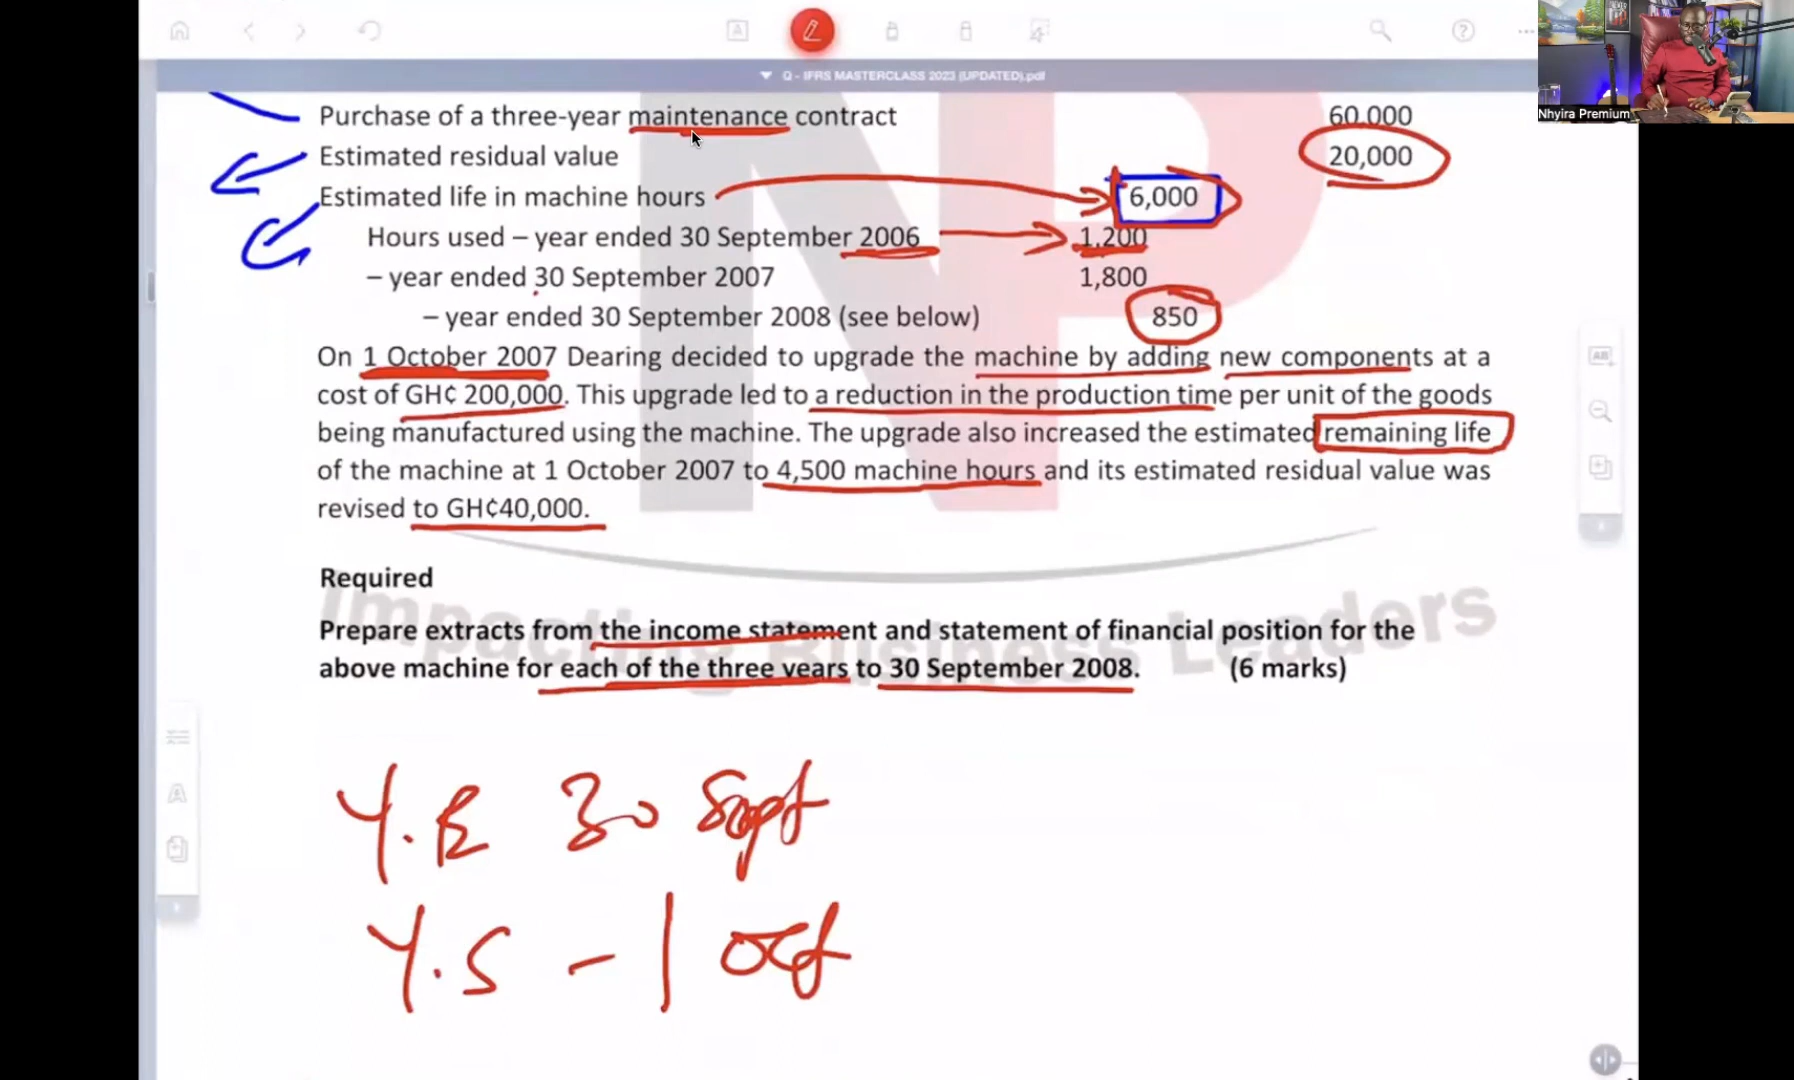 Q - IFRS MASTERCLASS 2023 (UPDATED).pdf
Nhyira Premium
Purchase of a three-year maintenance contract 60,000
Estimated residual value 20,000
Estimated life in machine hours 6,000
Hours used – year ended 30 September 2006 1,200
– year ended 30 September 2007 1,800
– year ended 30 September 2008 (see below) 850
On 1 October 2007 Dearing decided to upgrade the machine by adding new components at a
cost of GH¢ 200,000. This upgrade led to a reduction in the production time per unit of the goods
being manufactured using the machine. The upgrade also increased the estimated remaining life
of the machine at 1 October 2007 to 4,500 machine hours and its estimated residual value was
revised to GH¢40,000.
Required
Impacting Business Leaders
Prepare extracts from the income statement and statement of financial position for the
above machine for each of the three years to 30 September 2008. (6 marks)
Y.E 30 Sept
Y.S - 1 Oct